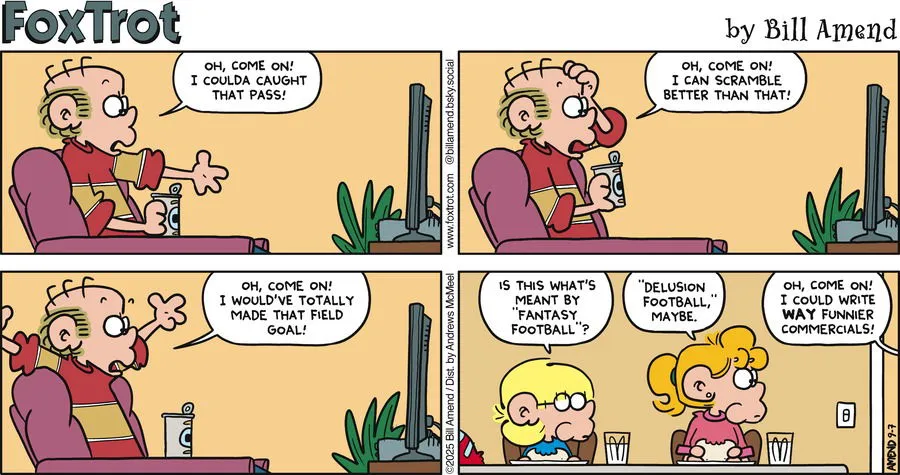 FoxTrot
by Bill Amend
OH, COME ON!
I COULDA CAUGHT
THAT PASS!
www.foxtrot.com @billamend.bsky.social
OH, COME ON!
I CAN SCRAMBLE
BETTER THAN THAT!
OH, COME ON!
I WOULD'VE TOTALLY
MADE THAT FIELD
GOAL!
©2025 Bill Amend / Dist. by Andrews McMeel
IS THIS WHAT'S
MEANT BY
"FANTASY
FOOTBALL"?
"DELUSION
FOOTBALL,"
MAYBE.
OH, COME ON!
I COULD WRITE
WAY FUNNIER
COMMERCIALS!
AMEND 9-7